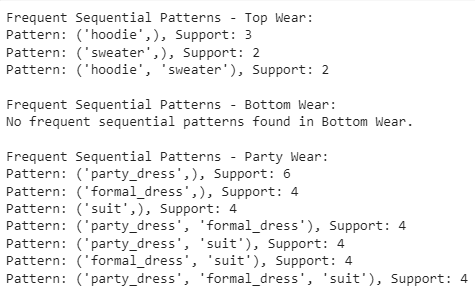 Frequent Sequential Patterns - Top Wear:
Pattern: ('hoodie',), Support: 3
Pattern: ('sweater',), Support: 2
Pattern: ('hoodie', 'sweater'), Support: 2
Frequent Sequential Patterns - Bottom Wear:
No frequent sequential patterns found in Bottom Wear.
Frequent Sequential Patterns - Party Wear:
Pattern: ('party_dress',), Support: 6
Pattern: ('formal_dress',), Support: 4
Pattern: ('suit',), Support: 4
Pattern: ('party_dress', 'formal_dress'), Support: 4
Pattern: ('party_dress', 'suit'), Support: 4
Pattern: ('formal_dress', 'suit'), Support: 4
Pattern: ('party_dress', 'formal_dress', 'suit'), Support: 4